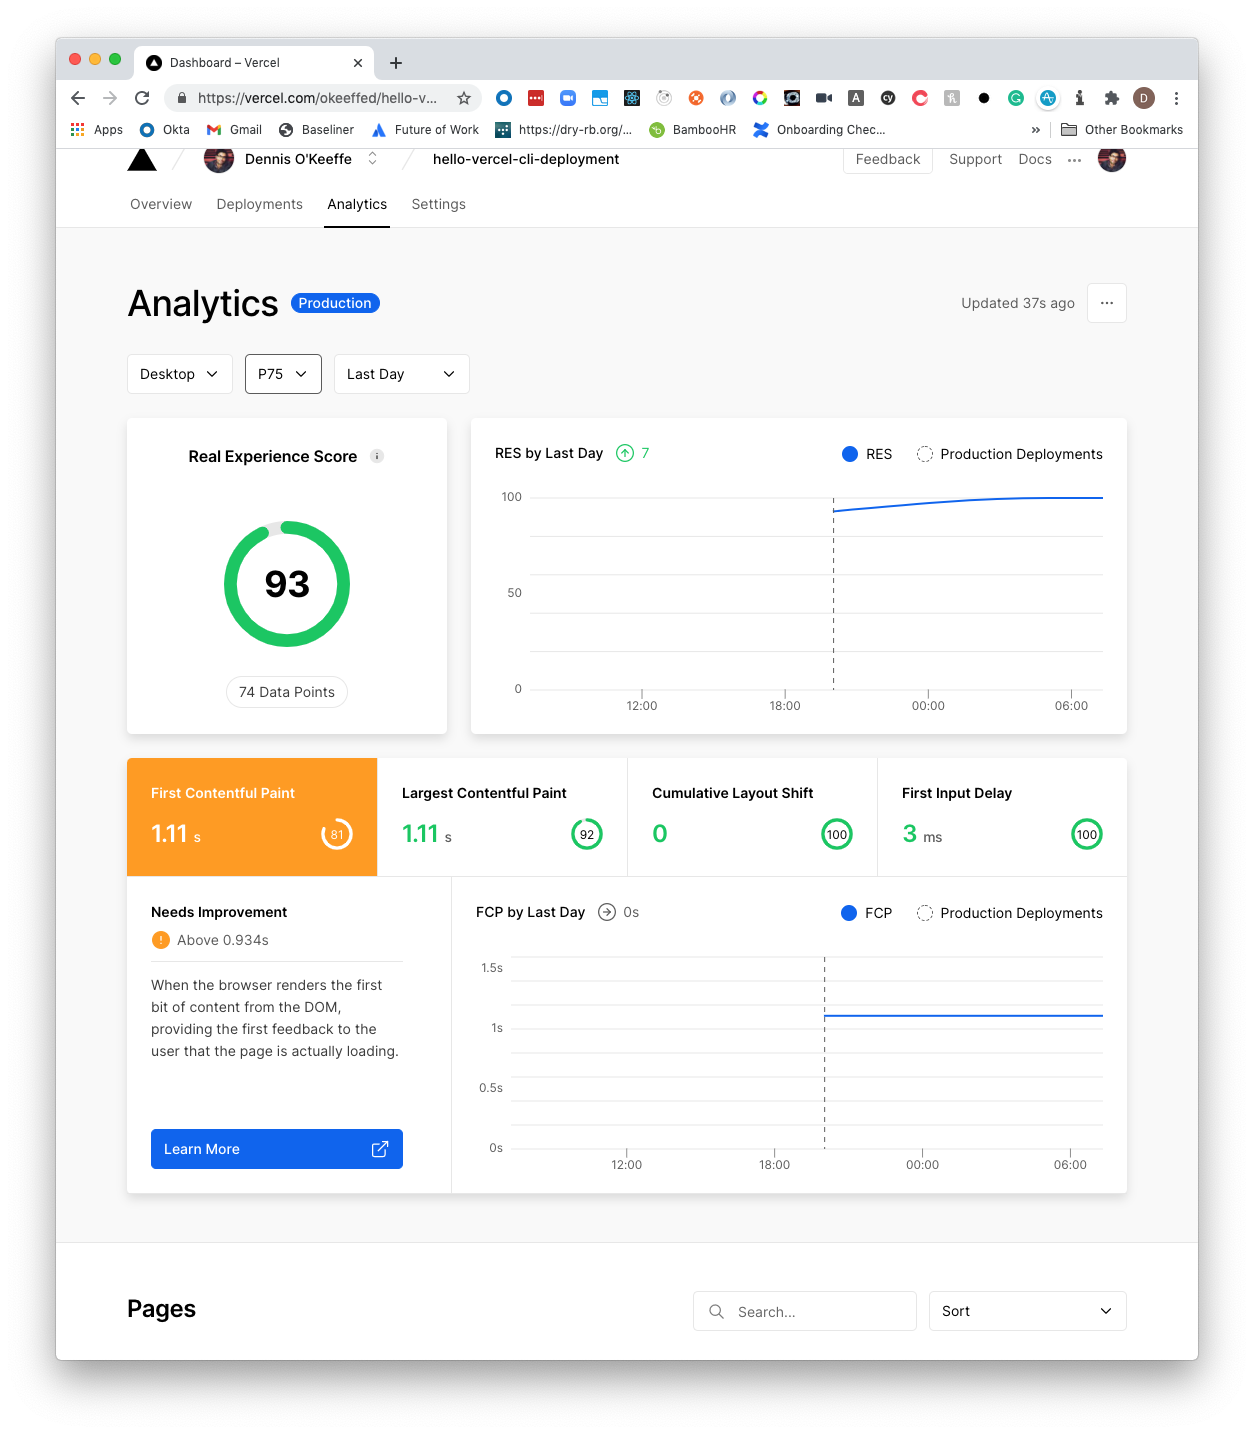 Dashboard – Vercel
https://vercel.com/okeeffed/hello-v...
D
Apps Okta Gmail Baseliner Future of Work https://dry-rb.org/... BambooHR Onboarding Chec... » Other Bookmarks
Dennis O'Keeffe hello-vercel-cli-deployment Feedback Support Docs
Overview Deployments Analytics Settings
Analytics Production Updated 37s ago
Desktop P75 Last Day
Real Experience Score
93
74 Data Points
RES by Last Day 7 RES Production Deployments
100
50
0
12:00 18:00 00:00 06:00
First Contentful Paint
1.11 s 81
Largest Contentful Paint
1.11 s 92
Cumulative Layout Shift
0 100
First Input Delay
3 ms 100
Needs Improvement
Above 0.934s
When the browser renders the first
bit of content from the DOM,
providing the first feedback to the
user that the page is actually loading.
Learn More
FCP by Last Day 0s FCP Production Deployments
1.5s
1s
0.5s
0s
12:00 18:00 00:00 06:00
Pages Search... Sort